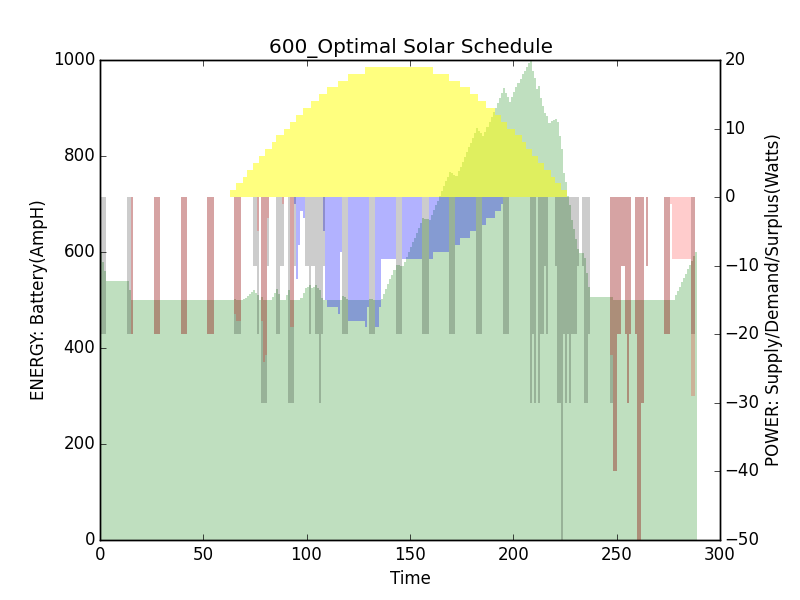 600_Optimal Solar Schedule
1000
800
600
400
200
0
ENERGY: Battery(AmpH)
20
10
0
−10
−20
−30
−40
−50
POWER: Supply/Demand/Surplus(Watts)
0 50 100 150 200 250 300
Time